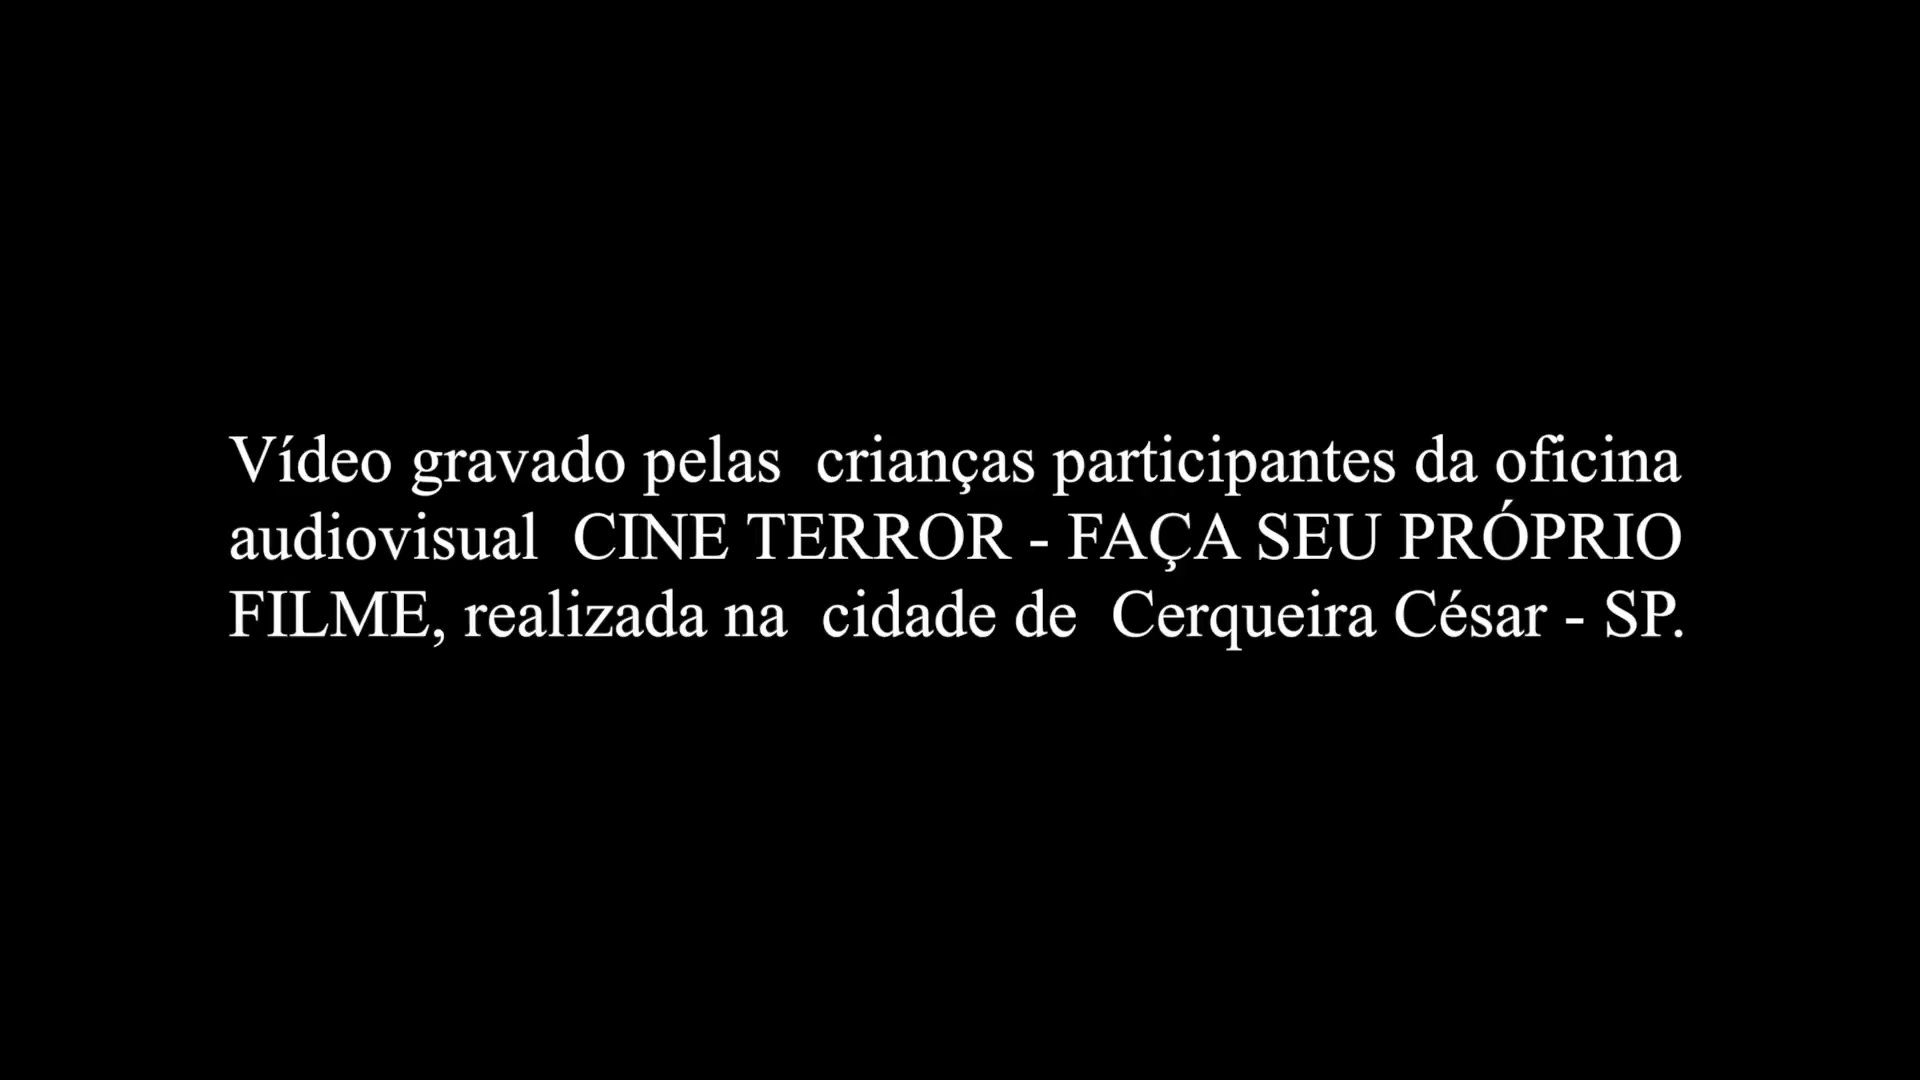 Vídeo gravado pelas  crianças participantes da oficina
audiovisual  CINE TERROR - FAÇA SEU PRÓPRIO
FILME, realizada na  cidade de  Cerqueira César - SP.